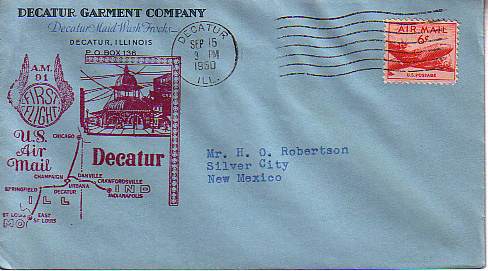 DECATUR GARMENT COMPANY
Decatur Maid Wash Frocks
DECATUR, ILLINOIS
P.O. BOX 136
DECATUR
SEP 15
PM
1950
ILL.
AIR MAIL
6¢
U.S. POSTAGE
A.M.
91
FIRST
FLIGHT
U.S.
Air
Mail
Decatur
CHICAGO
CHAMPAIGN
DANVILLE
CRAWFORDSVILLE
SPRINGFIELD
URBANA
IND
DECATUR
INDIANAPOLIS
ILL
ST LOUIS
EAST
ST LOUIS
MO
Mr. H. O. Robertson
Silver City
New Mexico